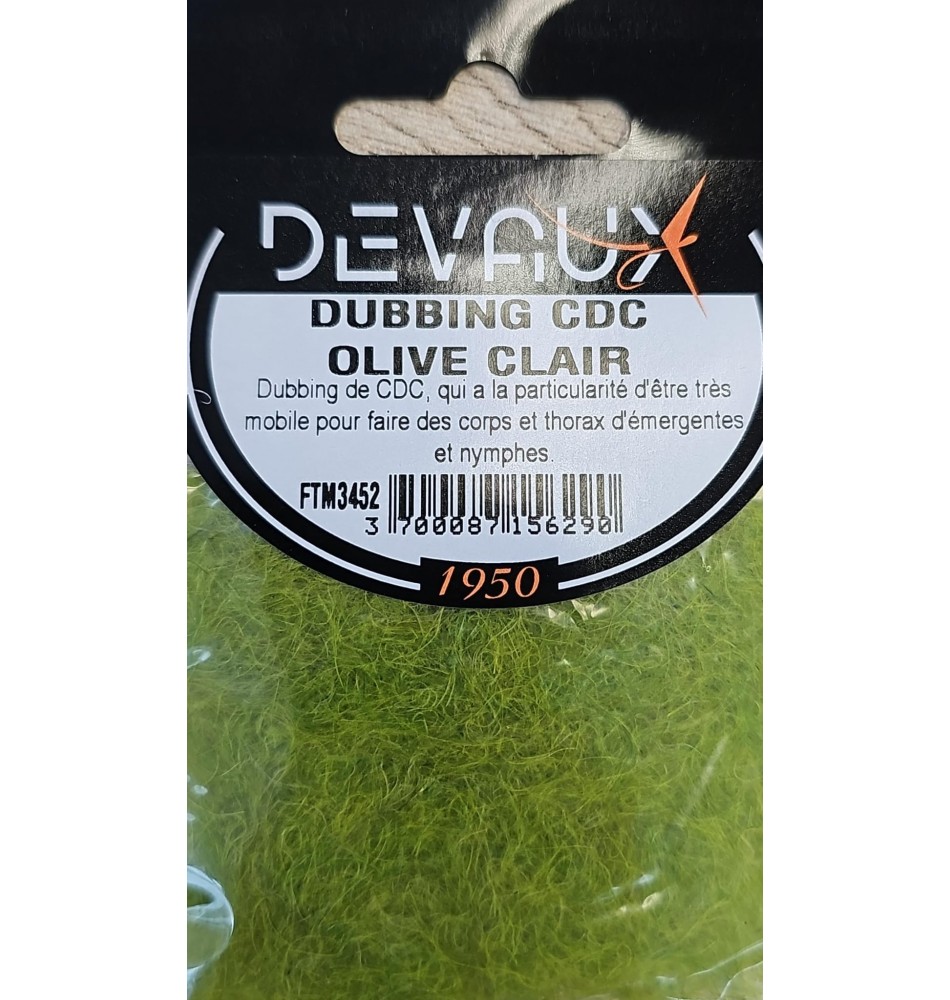 DEVAUX
DUBBING CDC
OLIVE CLAIR
Dubbing de CDC, qui a la particularité d'être très
mobile pour faire des corps et thorax d'émergentes
et nymphes.
FTM3452
3 700087 156290
1950